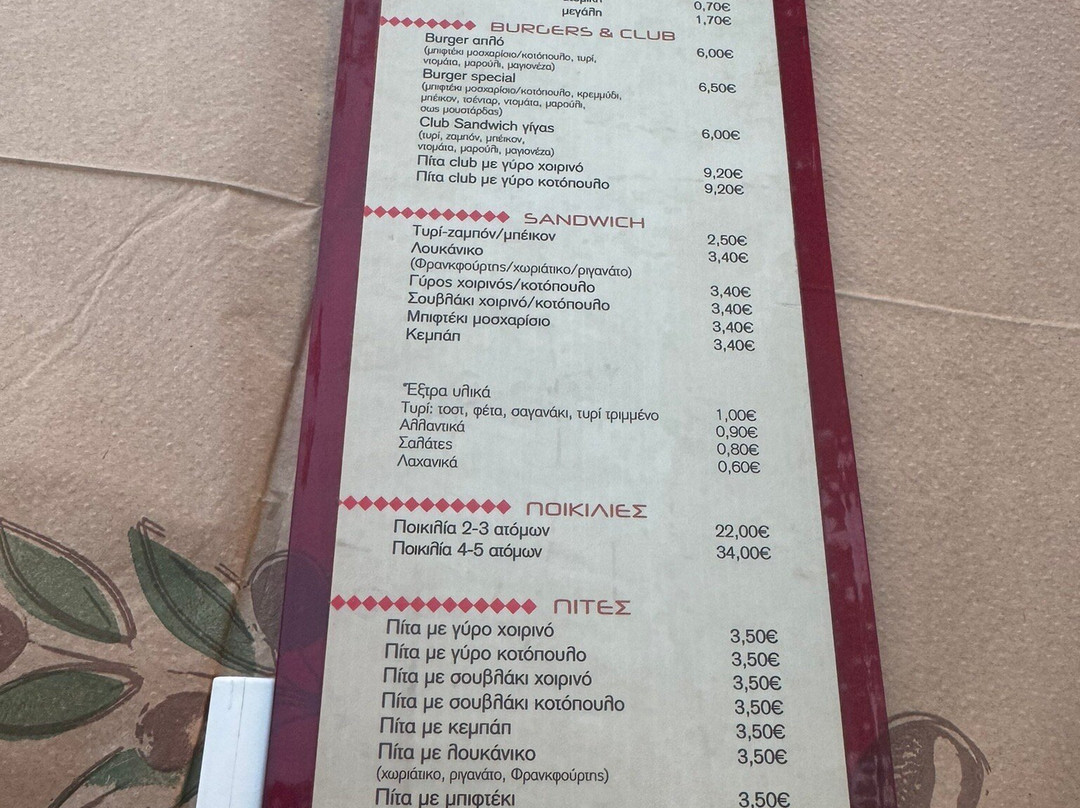 0,70€
μεγάλη 1,70€
BURGERS & CLUB
Burger απλό 6,00€
(μπιφτέκι μοσχαρίσιο/κοτόπουλο, τυρί,
ντομάτα, μαρούλι, μαγιονέζα)
Burger special 6,50€
(μπιφτέκι μοσχαρίσιο/κοτόπουλο, κρεμμύδι,
μπέικον, τσένταρ, ντομάτα, μαρούλι,
σως μουστάρδας)
Club Sandwich γίγας 6,00€
(τυρί, ζαμπόν, μπέικον,
ντομάτα, μαρούλι, μαγιονέζα)
Πίτα club με γύρο χοιρινό 9,20€
Πίτα club με γύρο κοτόπουλο 9,20€
SANDWICH
Τυρί-ζαμπόν/μπέικον 2,50€
Λουκάνικο 3,40€
(Φρανκφούρτης/χωριάτικο/ριγανάτο)
Γύρος χοιρινός/κοτόπουλο 3,40€
Σουβλάκι χοιρινό/κοτόπουλο 3,40€
Μπιφτέκι μοσχαρίσιο 3,40€
Κεμπάπ 3,40€
Έξτρα υλικά
Τυρί: τοστ, φέτα, σαγανάκι, τυρί τριμμένο 1,00€
Αλλαντικά 0,90€
Σαλάτες 0,80€
Λαχανικά 0,60€
ΠΟΙΚΙΛΙΕΣ
Ποικιλία 2-3 ατόμων 22,00€
Ποικιλία 4-5 ατόμων 34,00€
ΠΙΤΕΣ
Πίτα με γύρο χοιρινό 3,50€
Πίτα με γύρο κοτόπουλο 3,50€
Πίτα με σουβλάκι χοιρινό 3,50€
Πίτα με σουβλάκι κοτόπουλο 3,50€
Πίτα με κεμπάπ 3,50€
Πίτα με λουκάνικο 3,50€
(χωριάτικο, ριγανάτο, Φρανκφούρτης)
Πίτα με μπιφτέκι 3,50€